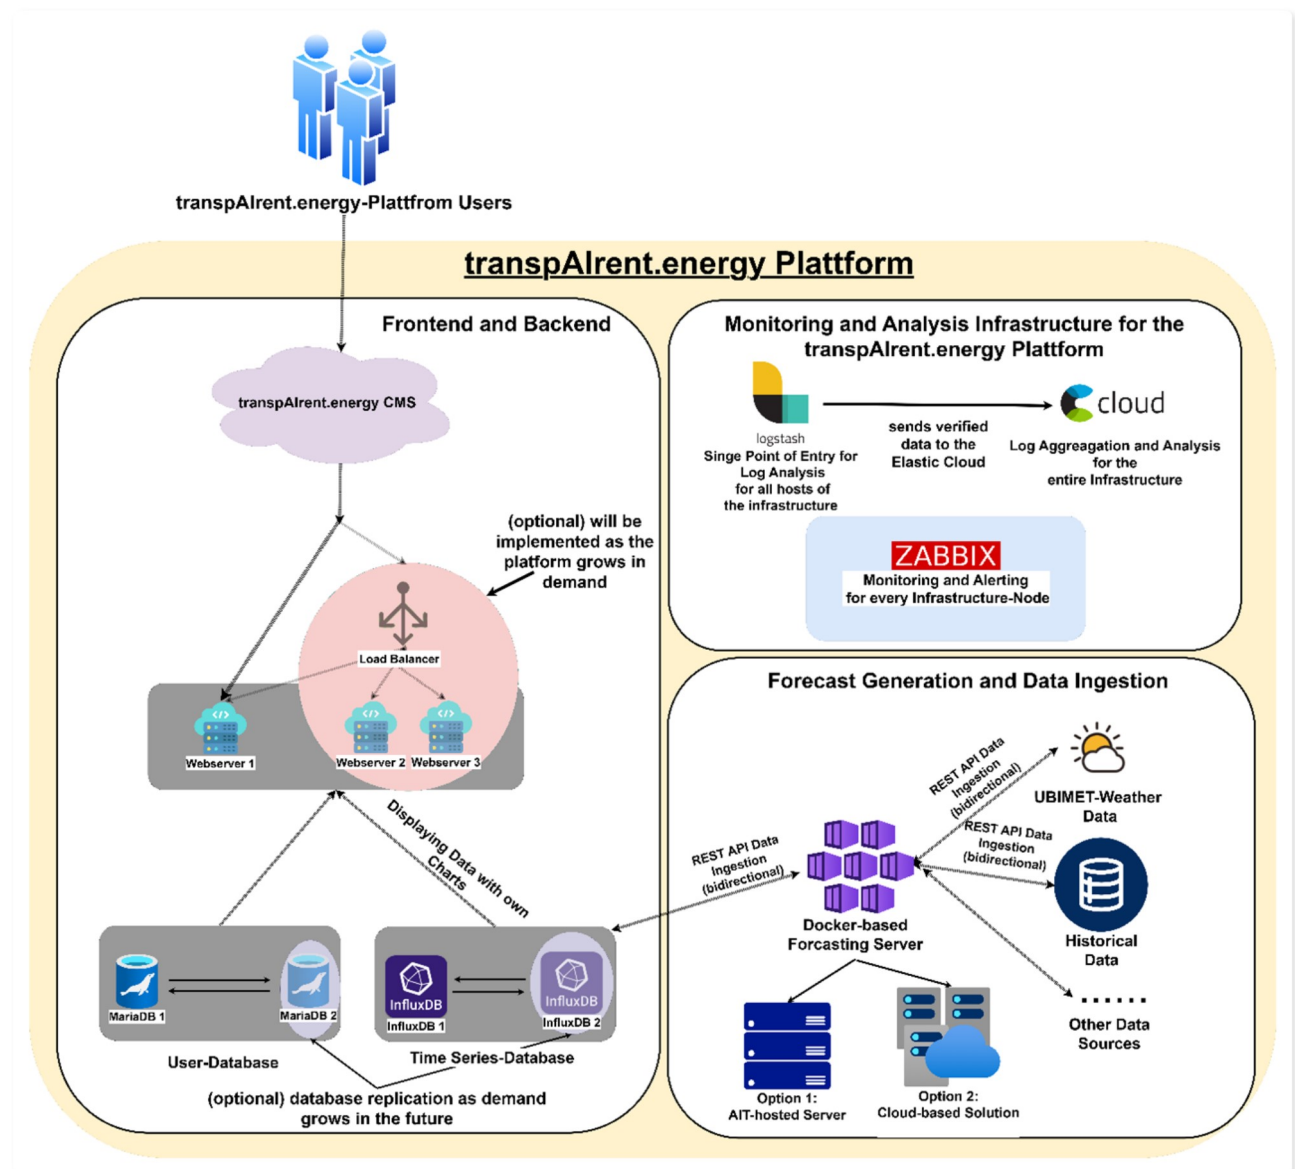 transpAIrent.energy-Plattfrom Users
transpAIrent.energy Plattform
Frontend and Backend
transpAIrent.energy CMS
(optional) will be
implemented as the
platform grows in
demand
Load Balancer
Webserver 1
Webserver 2
Webserver 3
Displaying Data with own
Charts
MariaDB 1
MariaDB 2
User-Database
InfluxDB
InfluxDB 1
InfluxDB
InfluxDB 2
Time Series-Database
(optional) database replication as demand
grows in the future
Monitoring and Analysis Infrastructure for the
transpAIrent.energy Plattform
logstash
Singe Point of Entry for
Log Analysis
for all hosts of
the infrastructure
sends verified
data to the
Elastic Cloud
cloud
Log Aggreagation and Analysis
for the
entire Infrastructure
ZABBIX
Monitoring and Alerting
for every Infrastructure-Node
Forecast Generation and Data Ingestion
REST API Data
Ingestion
(bidirectional)
UBIMET-Weather
Data
REST API Data
Ingestion
(bidirectional)
REST API Data
Ingestion
(bidirectional)
Docker-based
Forcasting Server
Historical
Data
......
Other Data
Sources
Option 1:
AIT-hosted Server
Option 2:
Cloud-based Solution